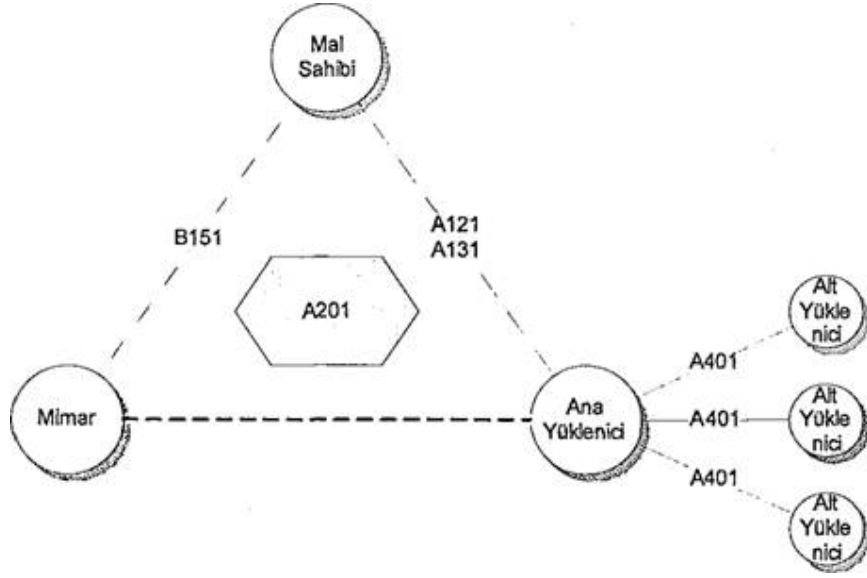 Mal
Sahibi
B151
A121
A131
A201
Mimar
Ana
Yüklenici
A401
A401
A401
Alt
Yükle
nici
Alt
Yükle
nici
Alt
Yükle
nici